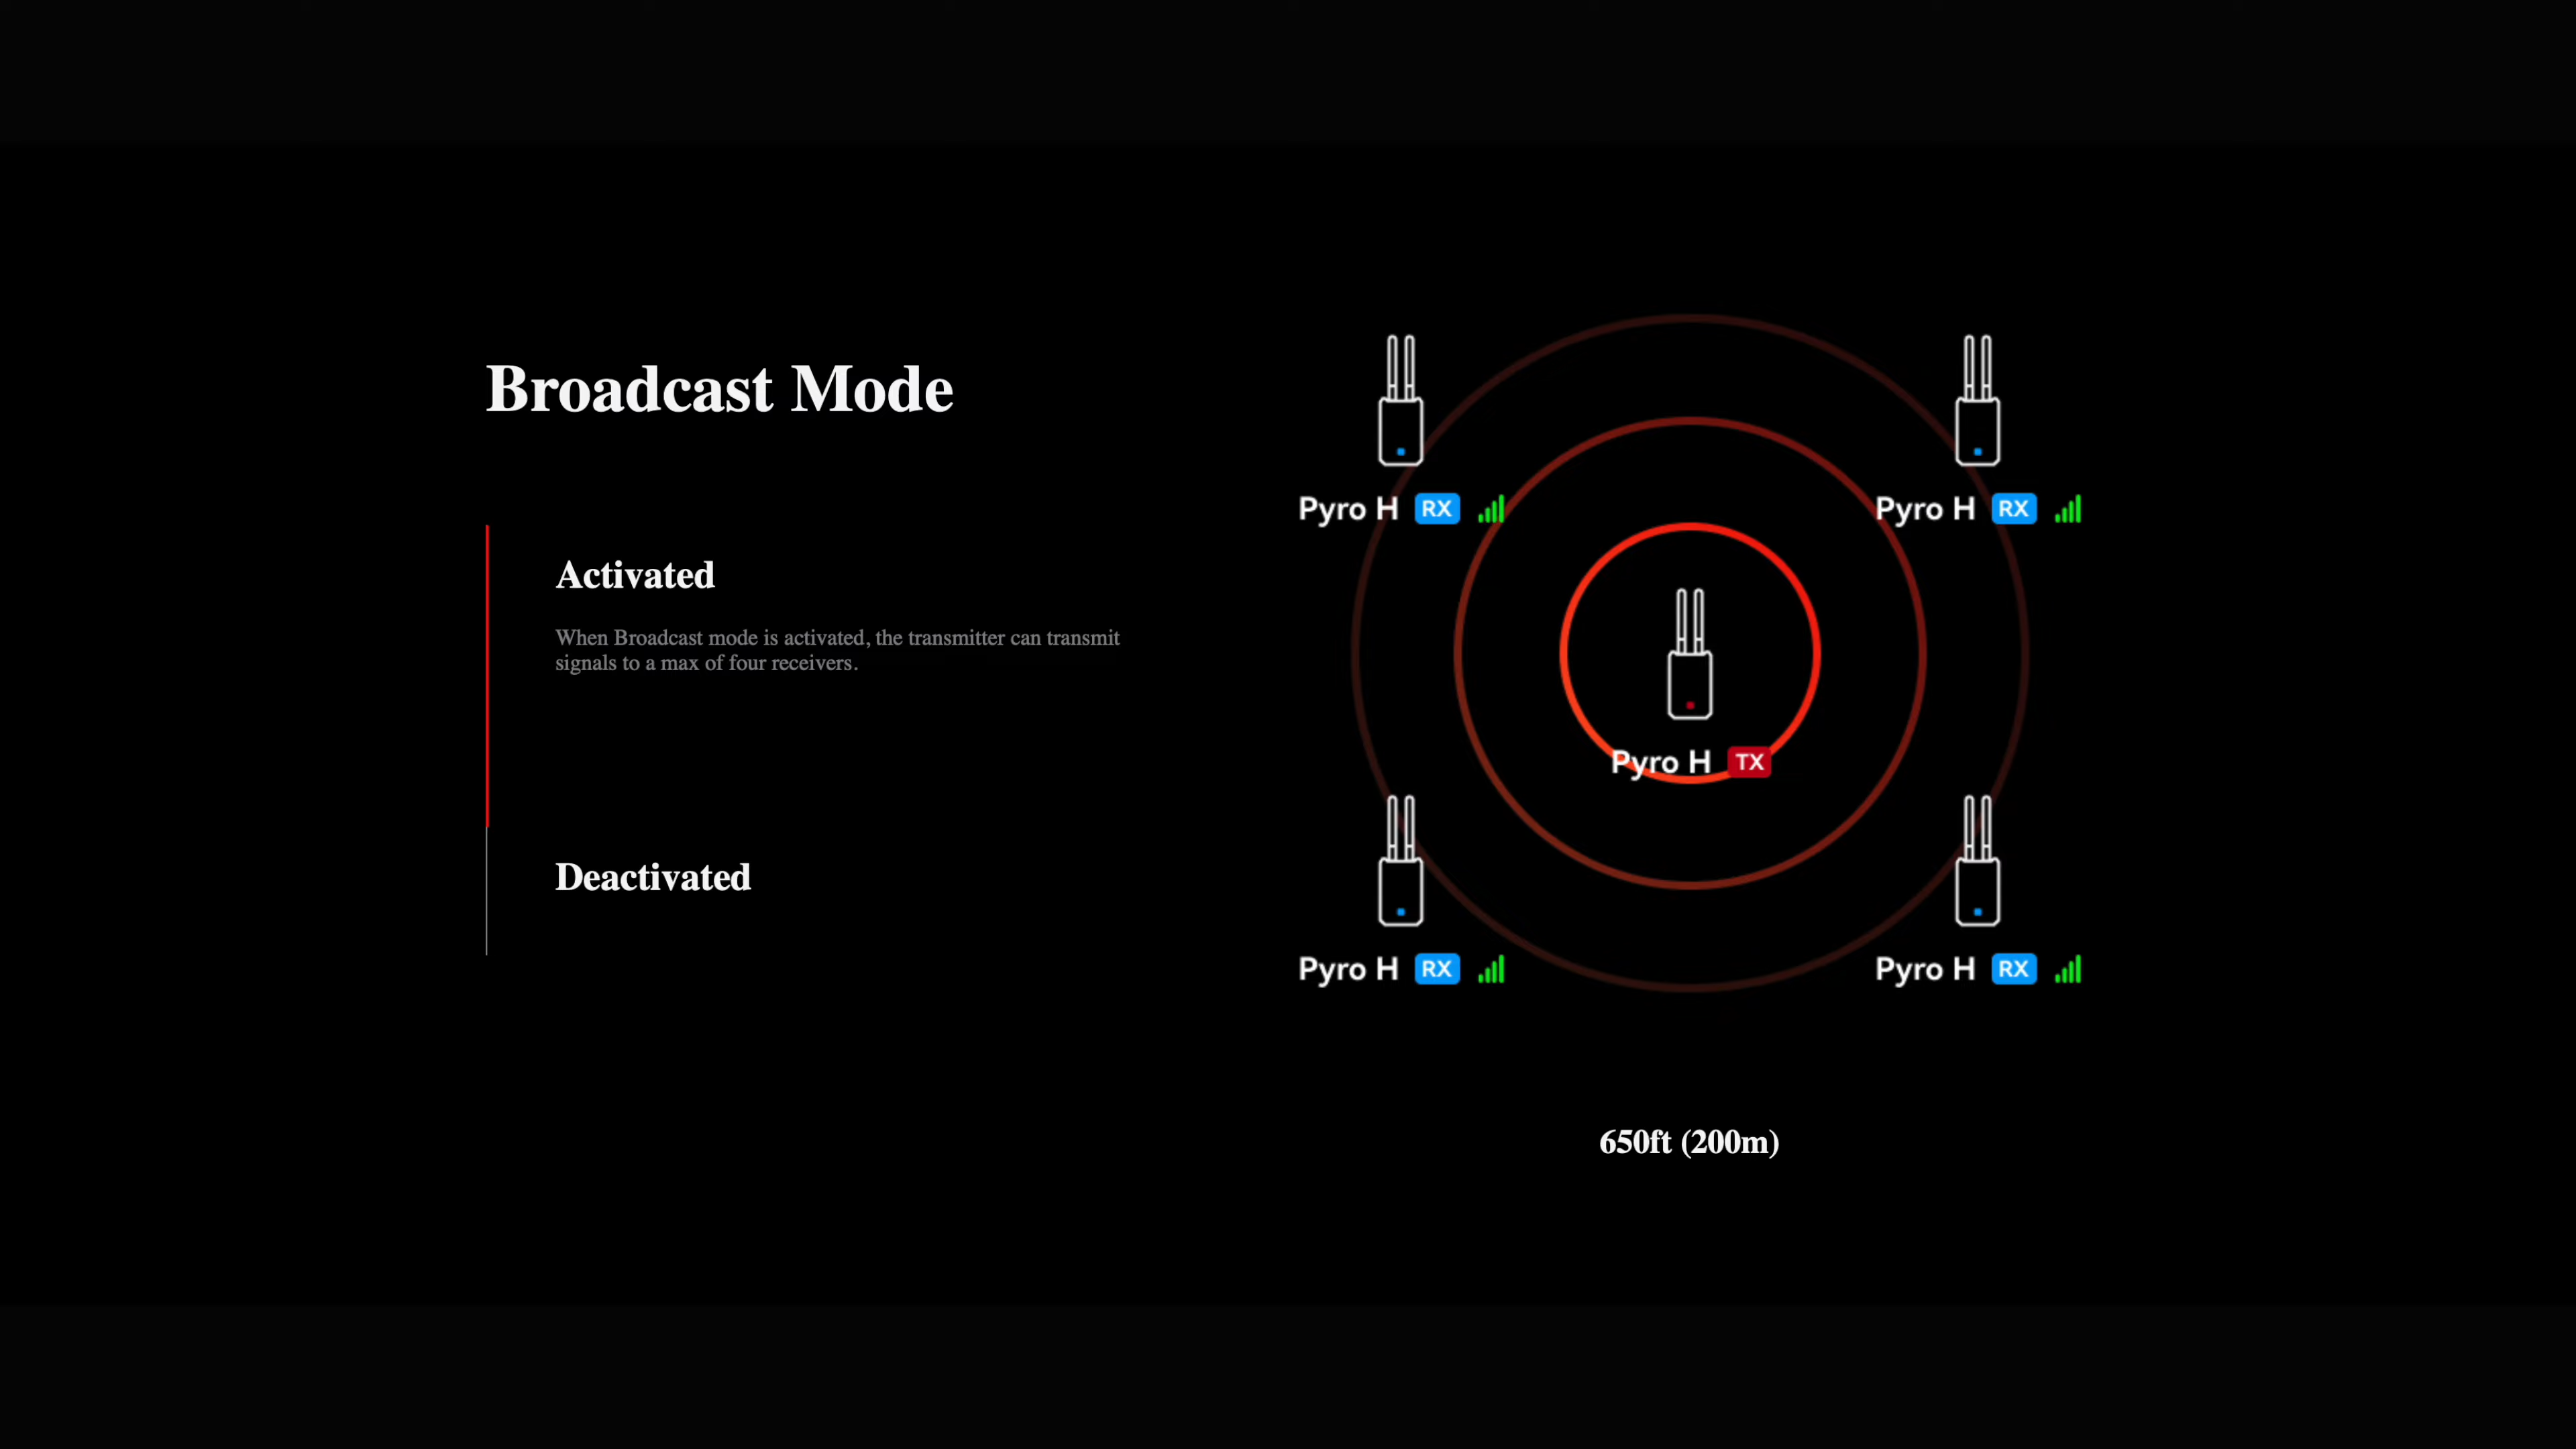 Broadcast Mode
Activated
When Broadcast mode is activated, the transmitter can transmit
signals to a max of four receivers.
Deactivated
Pyro H RX
Pyro H RX
Pyro H TX
Pyro H RX
Pyro H RX
650ft (200m)